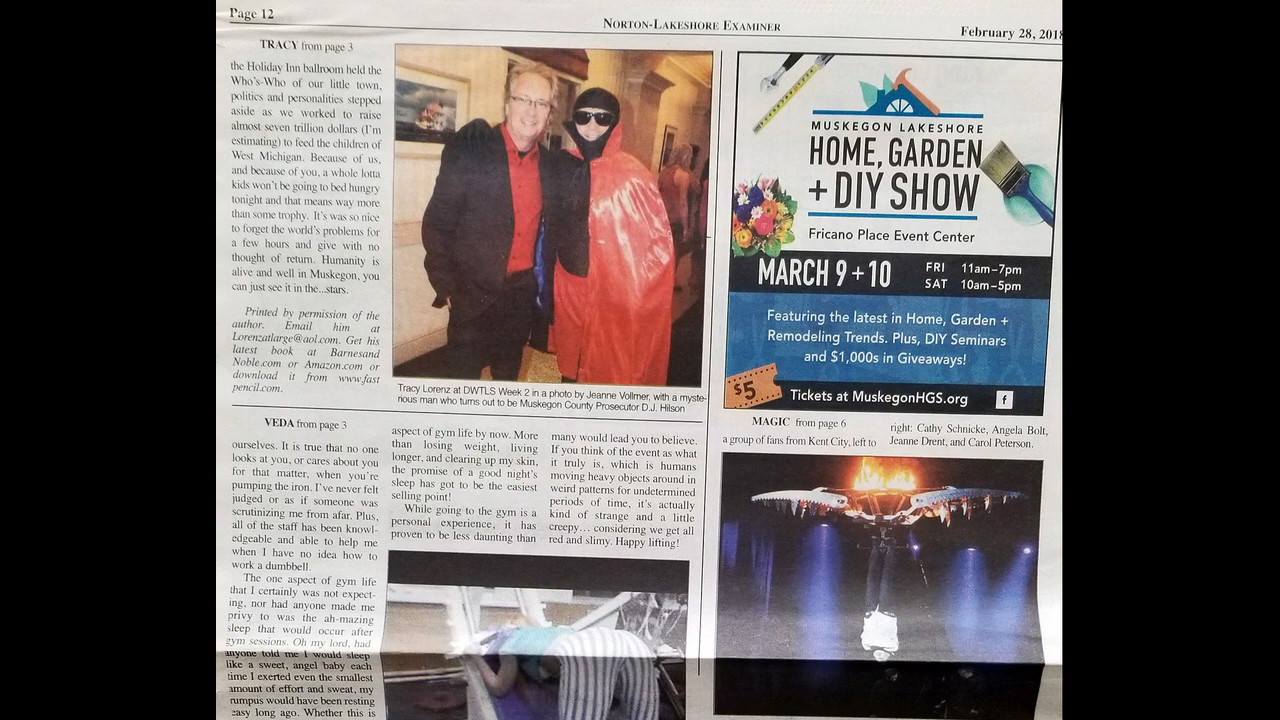 Page 12
NORTON-LAKESHORE EXAMINER
February 28, 2018
TRACY from page 3
the Holiday Inn ballroom held the
Who's-Who of our little town,
politics and personalities stepped
aside as we worked to raise
almost seven trillion dollars (I'm
estimating) to feed the children of
West Michigan. Because of us,
and because of you, a whole lotta
kids won't be going to bed hungry
tonight and that means way more
than some trophy. It's was so nice
to forget the world's problems for
a few hours and give with no
thought of return. Humanity is
alive and well in Muskegon, you
can just see it in the...stars.
Printed by permission of the
author. Email him at
Lorenzatlarge@aol.com. Get his
latest book at Barnesand
Noble.com or Amazon.com or
download it from www.fast
pencil.com.
Tracy Lorenz at DWTLS Week 2 in a photo by Jeanne Vollmer, with a myste-
rious man who turns out to be Muskegon County Prosecutor D.J. Hilson
MUSKEGON LAKESHORE
HOME, GARDEN
+ DIY SHOW
Fricano Place Event Center
MARCH 9 + 10
FRI 11am–7pm
SAT 10am–5pm
Featuring the latest in Home, Garden +
Remodeling Trends. Plus, DIY Seminars
and $1,000s in Giveaways!
$5
Tickets at MuskegonHGS.org
f
VEDA from page 3
ourselves. It is true that no one
looks at you, or cares about you
for that matter, when you're
pumping the iron. I've never felt
judged or as if someone was
scrutinizing me from afar. Plus,
all of the staff has been knowl-
edgeable and able to help me
when I have no idea how to
work a dumbbell.
The one aspect of gym life
that I certainly was not expect-
ing, nor had anyone made me
privy to was the ah-mazing
sleep that would occur after
gym sessions. Oh my lord, had
anyone told me I would sleep
like a sweet, angel baby each
time I exerted even the smallest
amount of effort and sweat, my
rumpus would have been resting
easy long ago. Whether this is
aspect of gym life by now. More
than losing weight, living
longer, and clearing up my skin,
the promise of a good night's
sleep has got to be the easiest
selling point!
While going to the gym is a
personal experience, it has
proven to be less daunting than
many would lead you to believe.
If you think of the event as what
it truly is, which is humans
moving heavy objects around in
weird patterns for undetermined
periods of time, it's actually
kind of strange and a little
creepy… considering we get all
red and slimy. Happy lifting!
MAGIC from page 6
a group of fans from Kent City, left to
right: Cathy Schnicke, Angela Bolt,
Jeanne Drent, and Carol Peterson.